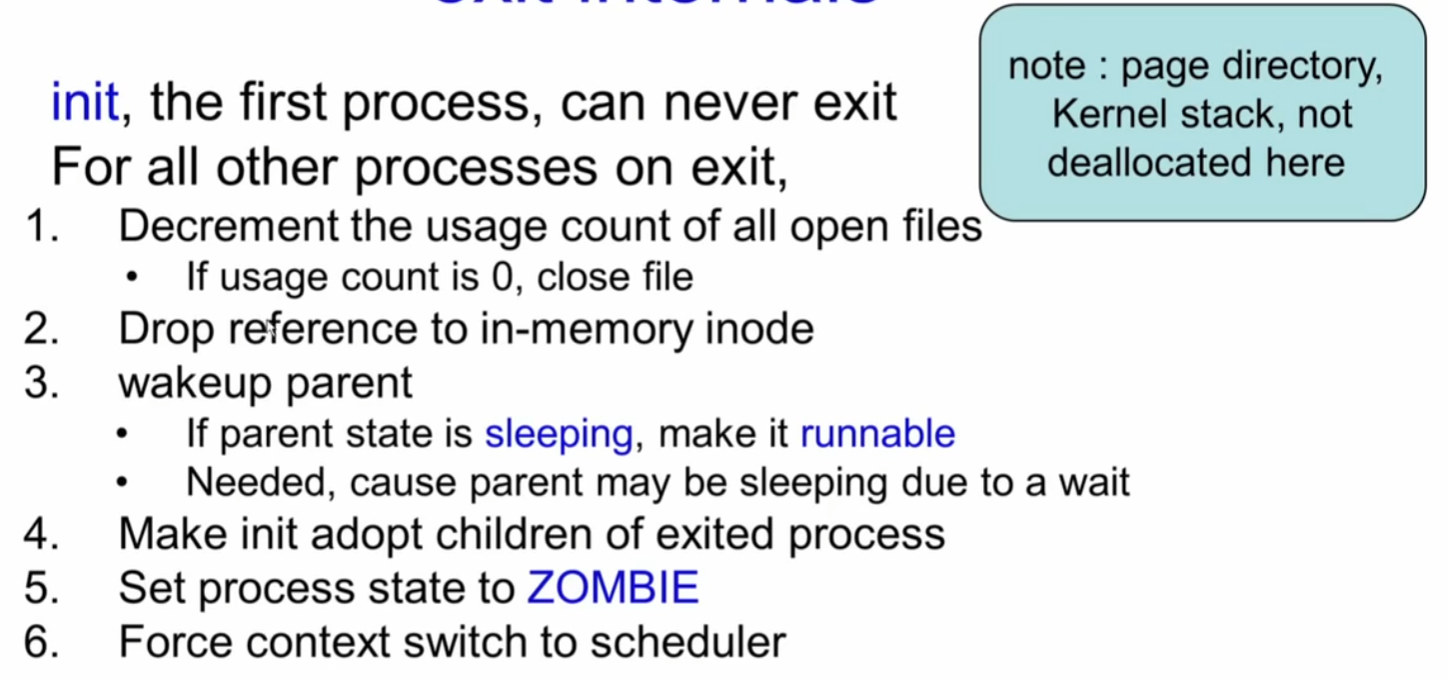 exit internals
init, the first process, can never exit
For all other processes on exit,
1. Decrement the usage count of all open files
• If usage count is 0, close file
2. Drop reference to in-memory inode
3. wakeup parent
• If parent state is sleeping, make it runnable
• Needed, cause parent may be sleeping due to a wait
4. Make init adopt children of exited process
5. Set process state to ZOMBIE
6. Force context switch to scheduler
note : page directory,
Kernel stack, not
deallocated here